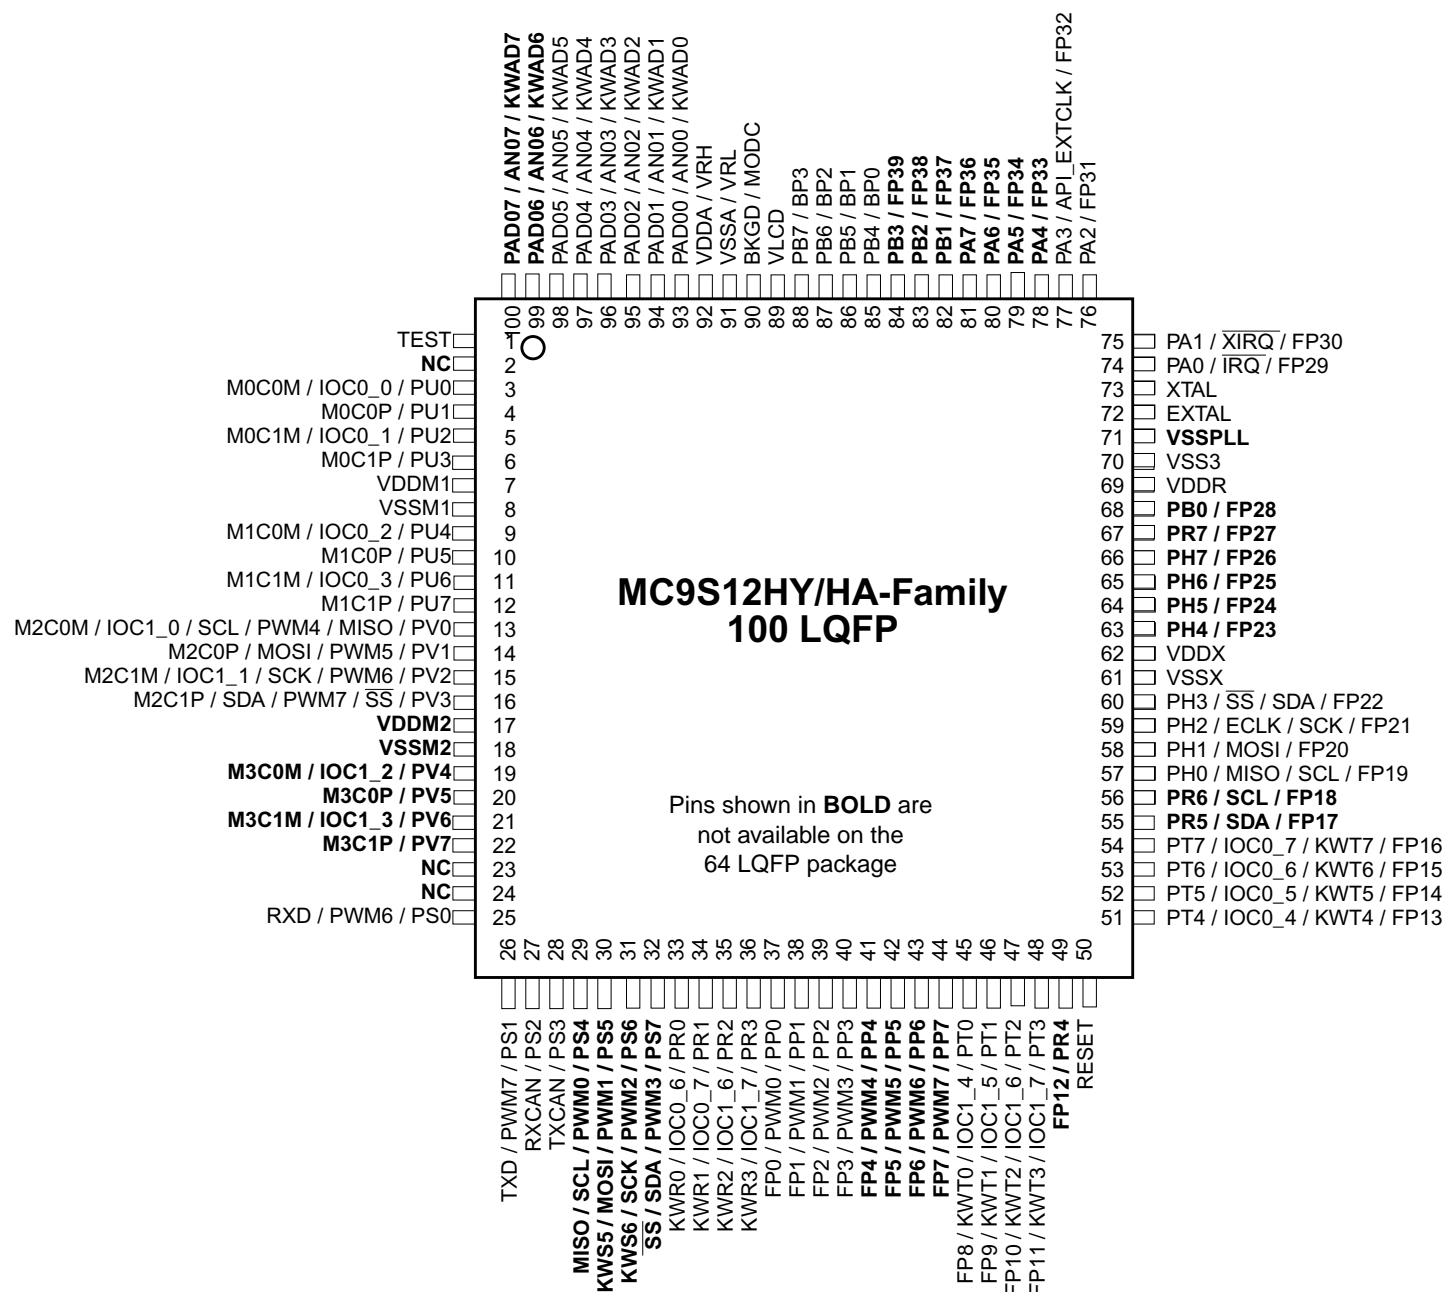 PAD07 / AN07 / KWAD7
PAD06 / AN06 / KWAD6
PAD05 / AN05 / KWAD5
PAD04 / AN04 / KWAD4
PAD03 / AN03 / KWAD3
PAD02 / AN02 / KWAD2
PAD01 / AN01 / KWAD1
PAD00 / AN00 / KWAD0
VDDA / VRH
VSSA / VRL
BKGD / MODC
VLCD
PB7 / BP3
PB6 / BP2
PB5 / BP1
PB4 / BP0
PB3 / FP39
PB2 / FP38
PB1 / FP37
PA7 / FP36
PA6 / FP35
PA5 / FP34
PA4 / FP33
PA3 / API_EXTCLK / FP32
PA2 / FP31
100
99
98
97
96
95
94
93
92
91
90
89
88
87
86
85
84
83
82
81
80
79
78
77
76
TEST 1
NC 2
M0C0M / IOC0_0 / PU0 3
M0C0P / PU1 4
M0C1M / IOC0_1 / PU2 5
M0C1P / PU3 6
VDDM1 7
VSSM1 8
M1C0M / IOC0_2 / PU4 9
M1C0P / PU5 10
M1C1M / IOC0_3 / PU6 11
M1C1P / PU7 12
M2C0M / IOC1_0 / SCL / PWM4 / MISO / PV0 13
M2C0P / MOSI / PWM5 / PV1 14
M2C1M / IOC1_1 / SCK / PWM6 / PV2 15
M2C1P / SDA / PWM7 / SS / PV3 16
VDDM2 17
VSSM2 18
M3C0M / IOC1_2 / PV4 19
M3C0P / PV5 20
M3C1M / IOC1_3 / PV6 21
M3C1P / PV7 22
NC 23
NC 24
RXD / PWM6 / PS0 25
MC9S12HY/HA-Family
100 LQFP
Pins shown in BOLD are
not available on the
64 LQFP package
75 PA1 / XIRQ / FP30
74 PA0 / IRQ / FP29
73 XTAL
72 EXTAL
71 VSSPLL
70 VSS3
69 VDDR
68 PB0 / FP28
67 PR7 / FP27
66 PH7 / FP26
65 PH6 / FP25
64 PH5 / FP24
63 PH4 / FP23
62 VDDX
61 VSSX
60 PH3 / SS / SDA / FP22
59 PH2 / ECLK / SCK / FP21
58 PH1 / MOSI / FP20
57 PH0 / MISO / SCL / FP19
56 PR6 / SCL / FP18
55 PR5 / SDA / FP17
54 PT7 / IOC0_7 / KWT7 / FP16
53 PT6 / IOC0_6 / KWT6 / FP15
52 PT5 / IOC0_5 / KWT5 / FP14
51 PT4 / IOC0_4 / KWT4 / FP13
26
27
28
29
30
31
32
33
34
35
36
37
38
39
40
41
42
43
44
45
46
47
48
49
50
TXD / PWM7 / PS1
RXCAN / PS2
TXCAN / PS3
MISO / SCL / PWM0 / PS4
KWS5 / MOSI / PWM1 / PS5
KWS6 / SCK / PWM2 / PS6
SS / SDA / PWM3 / PS7
KWR0 / IOC0_6 / PR0
KWR1 / IOC0_7 / PR1
KWR2 / IOC1_6 / PR2
KWR3 / IOC1_7 / PR3
FP0 / PWM0 / PP0
FP1 / PWM1 / PP1
FP2 / PWM2 / PP2
FP3 / PWM3 / PP3
FP4 / PWM4 / PP4
FP5 / PWM5 / PP5
FP6 / PWM6 / PP6
FP7 / PWM7 / PP7
FP8 / KWT0 / IOC1_4 / PT0
FP9 / KWT1 / IOC1_5 / PT1
FP10 / KWT2 / IOC1_6 / PT2
FP11 / KWT3 / IOC1_7 / PT3
FP12 / PR4
RESET